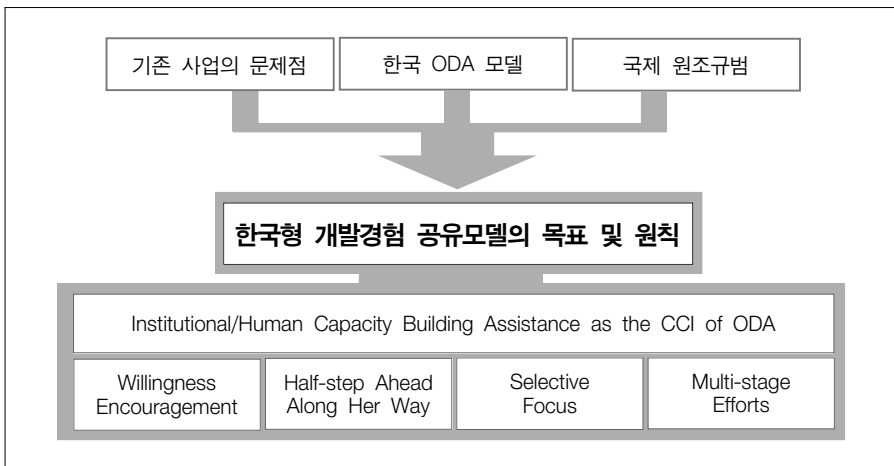 기존 사업의 문제점
한국 ODA 모델
국제 원조규범
한국형 개발경험 공유모델의 목표 및 원칙
Institutional/Human Capacity Building Assistance as the CCI of ODA
Willingness
Encouragement
Half-step Ahead
Along Her Way
Selective
Focus
Multi-stage
Efforts